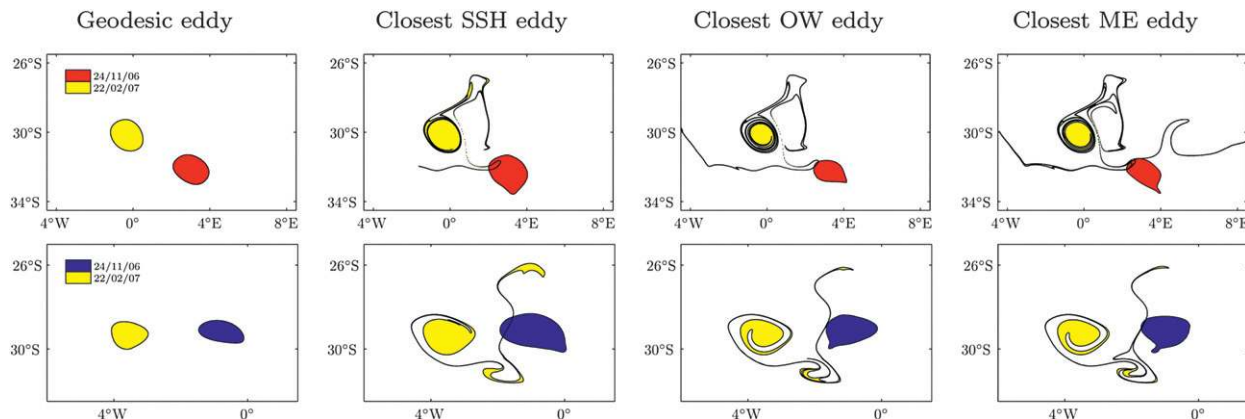 Geodesic eddy Closest SSH eddy Closest OW eddy Closest ME eddy
26°S 26°S 26°S 26°S
24/11/06
22/02/07
30°S 30°S 30°S 30°S
34°S 34°S 34°S 34°S
4°W 0° 4°E 8°E 4°W 0° 4°E 8°E 4°W 0° 4°E 8°E 4°W 0° 4°E 8°E
24/11/06
26°S 26°S 26°S 26°S
22/02/07
30°S 30°S 30°S 30°S
4°W 0° 4°W 0° 4°W 0° 4°W 0°